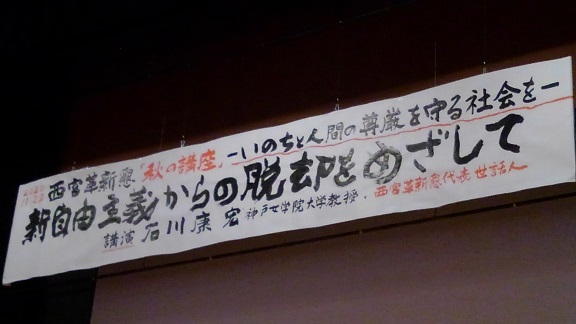 西宮革新懇「秋の講座」 －いのちと人間の尊厳を守る社会を－
新自由主義からの脱却をめざして
講演 石川康宏 神戸女学院大学教授・西宮革新懇代表世話人